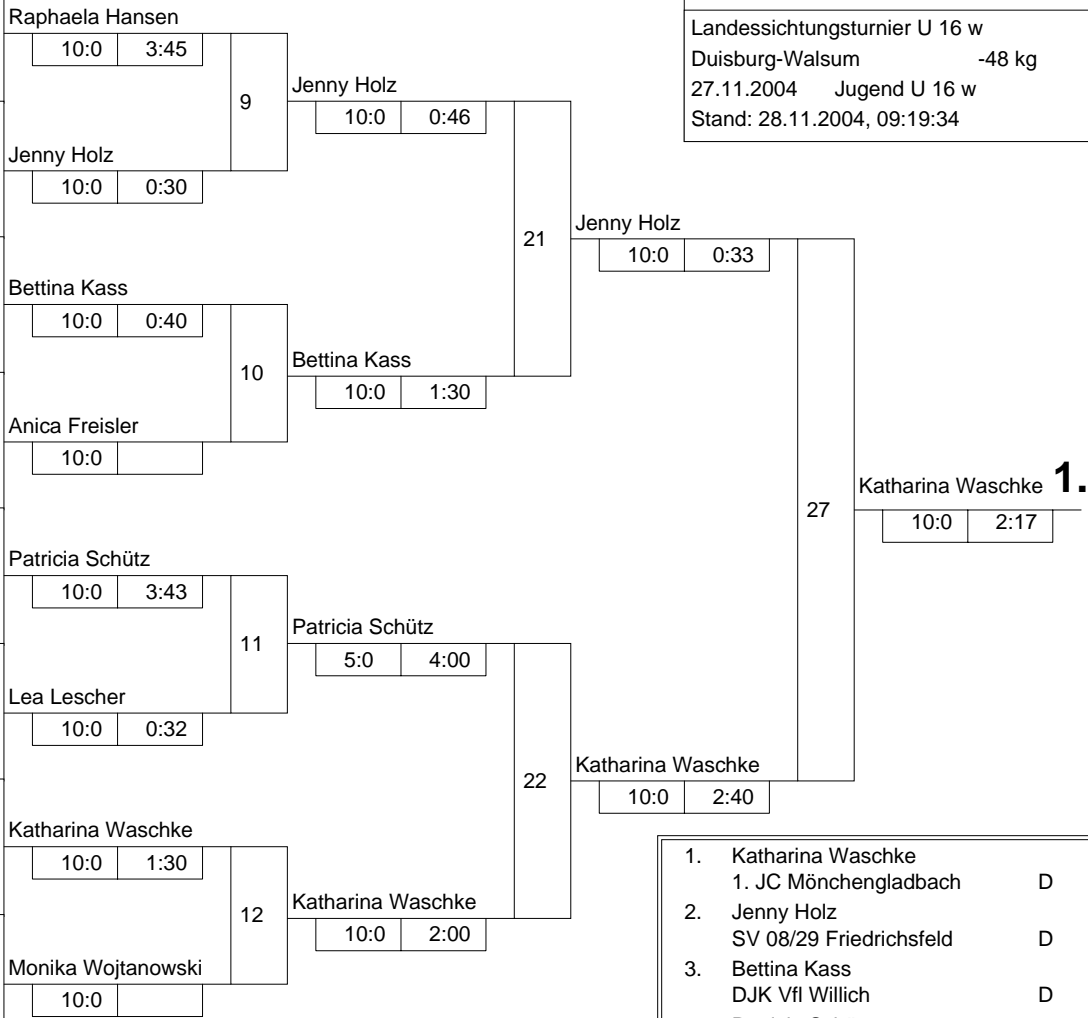 Landessichtungsturnier U 16 w
Duisburg-Walsum -48 kg
27.11.2004 Jugend U 16 w
Stand: 28.11.2004, 09:19:34
Raphaela Hansen
10:0 3:45
9
Jenny Holz
10:0 0:46
Jenny Holz
10:0 0:30
21
Jenny Holz
10:0 0:33
Bettina Kass
10:0 0:40
10
Bettina Kass
10:0 1:30
Anica Freisler
10:0
27
Katharina Waschke 1.
10:0 2:17
Patricia Schütz
10:0 3:43
11
Patricia Schütz
5:0 4:00
Lea Lescher
10:0 0:32
22
Katharina Waschke
10:0 2:40
Katharina Waschke
10:0 1:30
12
Katharina Waschke
10:0 2:00
Monika Wojtanowski
10:0
1. Katharina Waschke
1. JC Mönchengladbach D
2. Jenny Holz
SV 08/29 Friedrichsfeld D
3. Bettina Kass
DJK Vfl Willich D